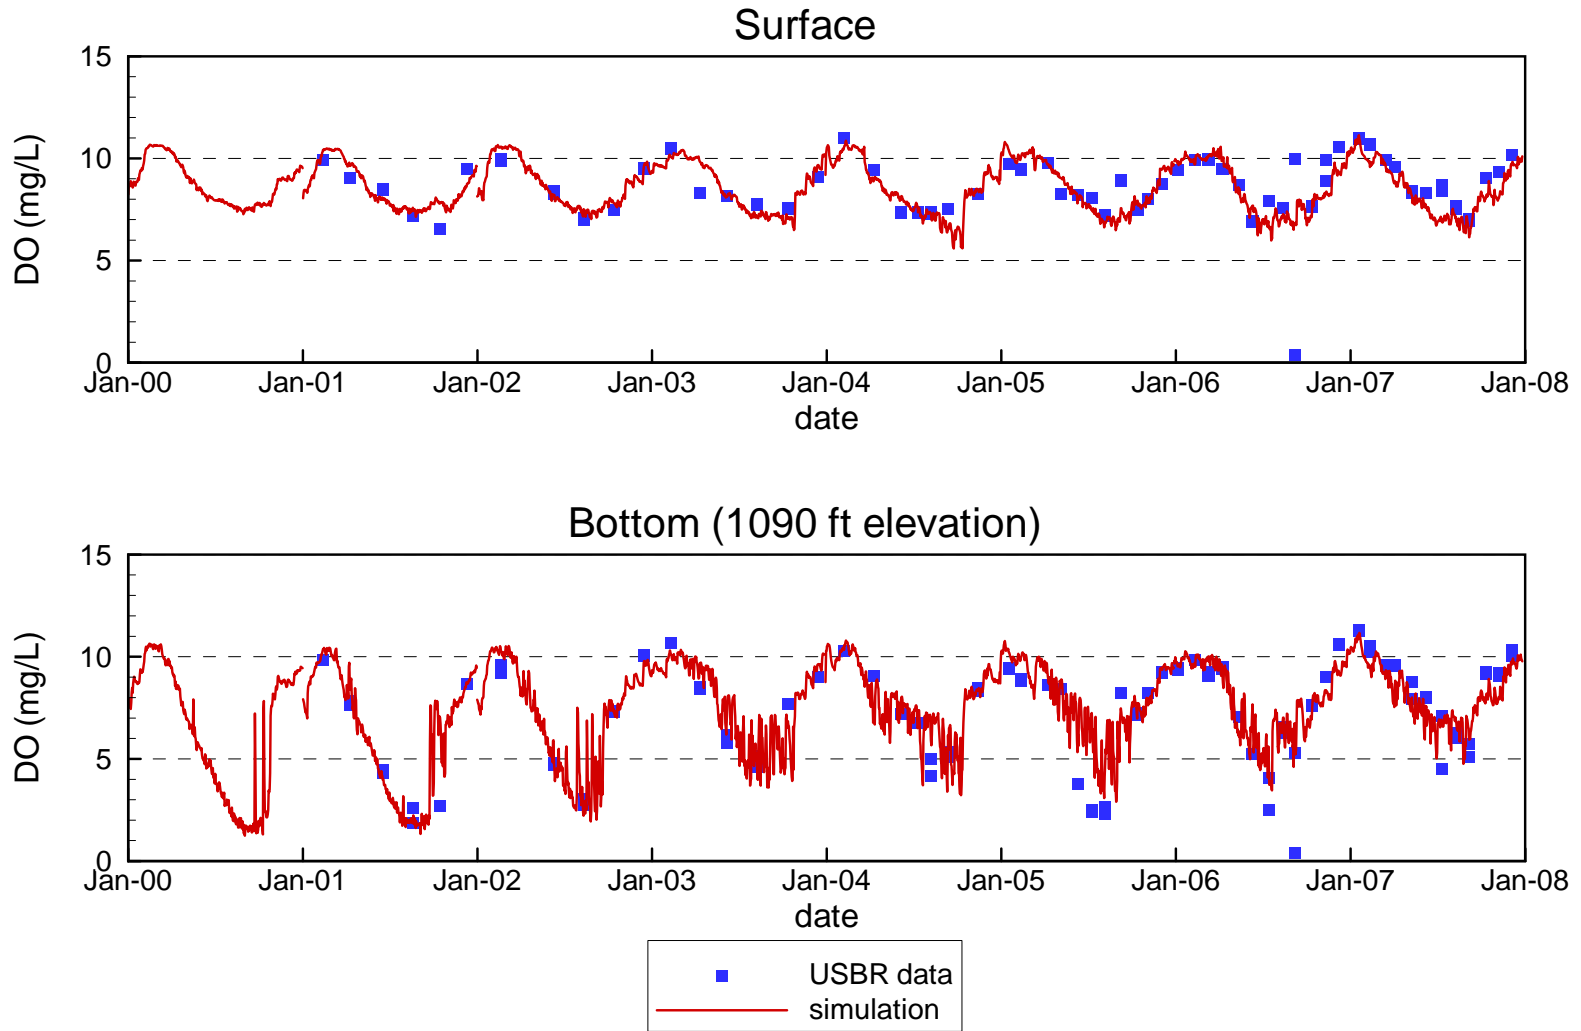 Surface
15
10
5
0
DO (mg/L)
Jan-00 Jan-01 Jan-02 Jan-03 Jan-04 Jan-05 Jan-06 Jan-07 Jan-08
date
Bottom (1090 ft elevation)
15
10
5
0
DO (mg/L)
Jan-00 Jan-01 Jan-02 Jan-03 Jan-04 Jan-05 Jan-06 Jan-07 Jan-08
date
USBR data
simulation